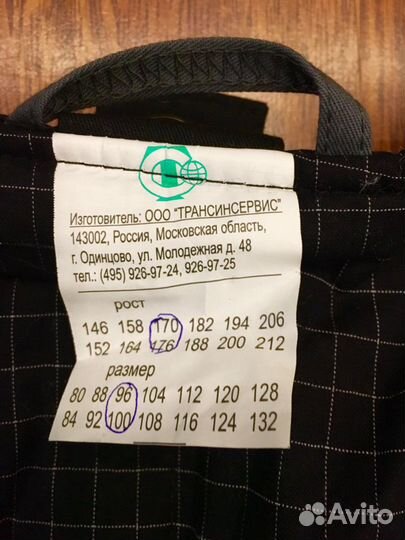 Изготовитель: ООО "ТРАНСИНСЕРВИС"
143002, Россия, Московская область,
г. Одинцово, ул. Молодежная д. 48
тел.: (495) 926-97-24, 926-97-25
рост
146 158 170 182 194 206
152 164 176 188 200 212
размер
80 88 96 104 112 120 128
84 92 100 108 116 124 132
Avito